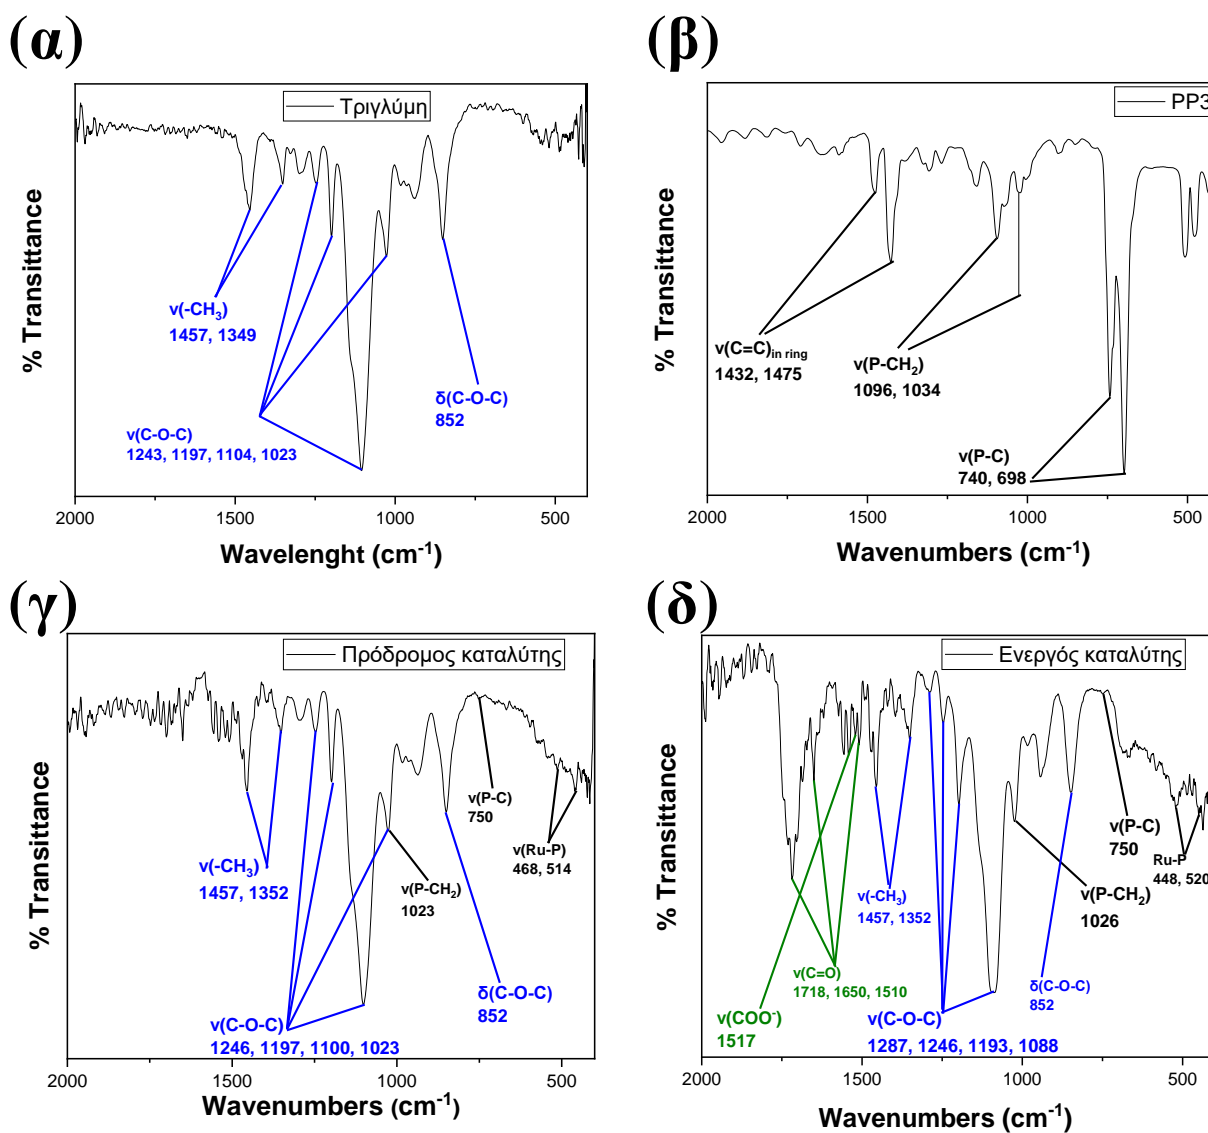 (α)
Τριγλύμη
% Transittance
ν(-CH3)
1457, 1349
ν(C-O-C)
1243, 1197, 1104, 1023
δ(C-O-C)
852
2000 1500 1000 500
Wavelenght (cm-1)
(β)
PP3
% Transittance
ν(C=C)in ring
1432, 1475
ν(P-CH2)
1096, 1034
ν(P-C)
740, 698
2000 1500 1000 500
Wavenumbers (cm-1)
(γ)
Πρόδρομος καταλύτης
% Transittance
ν(-CH3)
1457, 1352
ν(C-O-C)
1246, 1197, 1100, 1023
ν(P-CH2)
1023
ν(P-C)
750
ν(Ru-P)
468, 514
δ(C-O-C)
852
2000 1500 1000 500
Wavenumbers (cm-1)
(δ)
Ενεργός καταλύτης
% Transittance
ν(COO-)
1517
ν(C=O)
1718, 1650, 1510
ν(-CH3)
1457, 1352
ν(C-O-C)
1287, 1246, 1193, 1088
δ(C-O-C)
852
ν(P-CH2)
1026
ν(P-C)
750
Ru-P
448, 520
2000 1500 1000 500
Wavenumbers (cm-1)